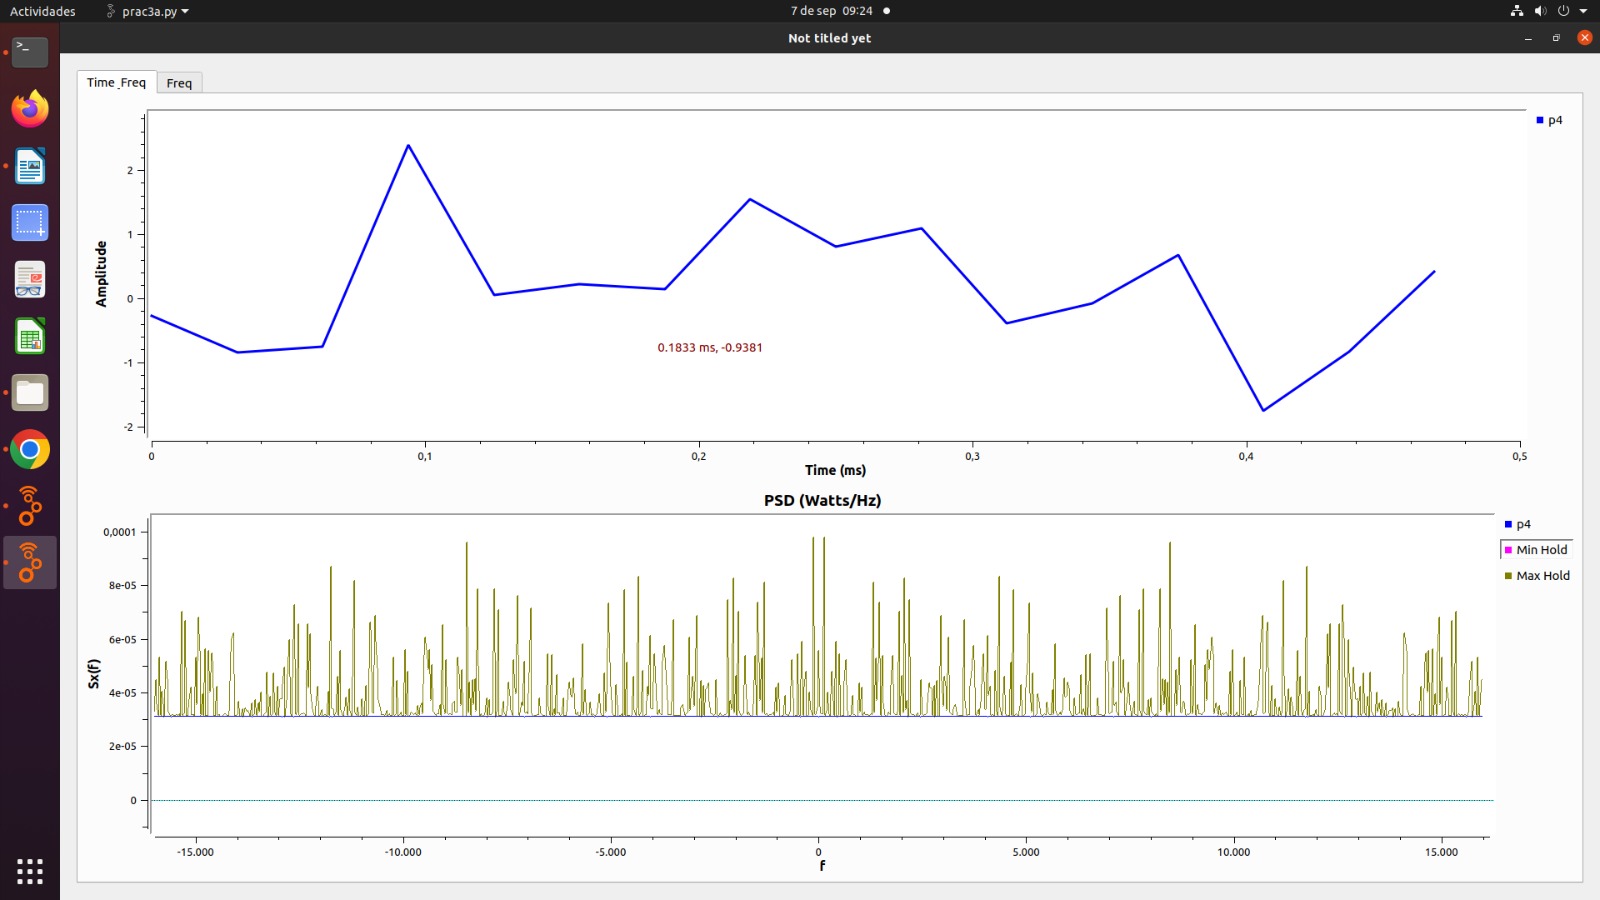 Actividades
prac3a.py
7 de sep 09:24
Not titled yet
Time_Freq
Freq
p4
2
1
0
-1
-2
Amplitude
0.1833 ms, -0.9381
0
0,1
0,2
0,3
0,4
0,5
Time (ms)
PSD (Watts/Hz)
p4
Min Hold
Max Hold
0,0001
8e-05
6e-05
4e-05
2e-05
0
Sx(f)
-15.000
-10.000
-5.000
0
5.000
10.000
15.000
f